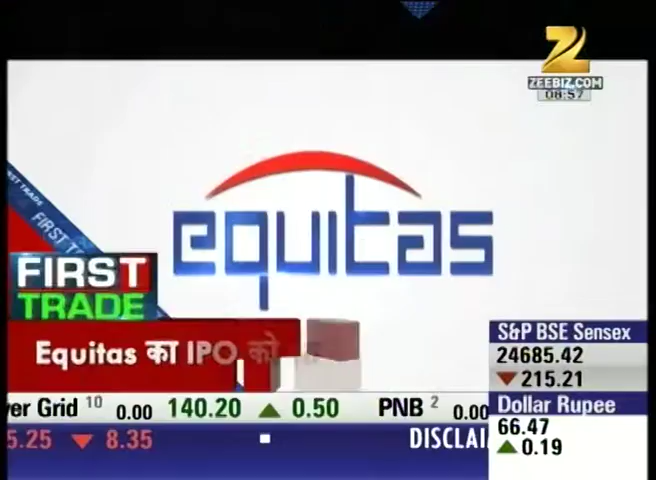 ZEEBIZ.COM
08:57
equitas
FIRST TRADE
FIRST
FIRST
TRADE
Equitas का IPO को
S&P BSE Sensex
24685.42
▼ 215.21
Dollar Rupee
66.47
▲ 0.19
er Grid 10 0.00 140.20 ▲ 0.50 PNB 2 0.00
5.25 ▼ 8.35 DISCLAI